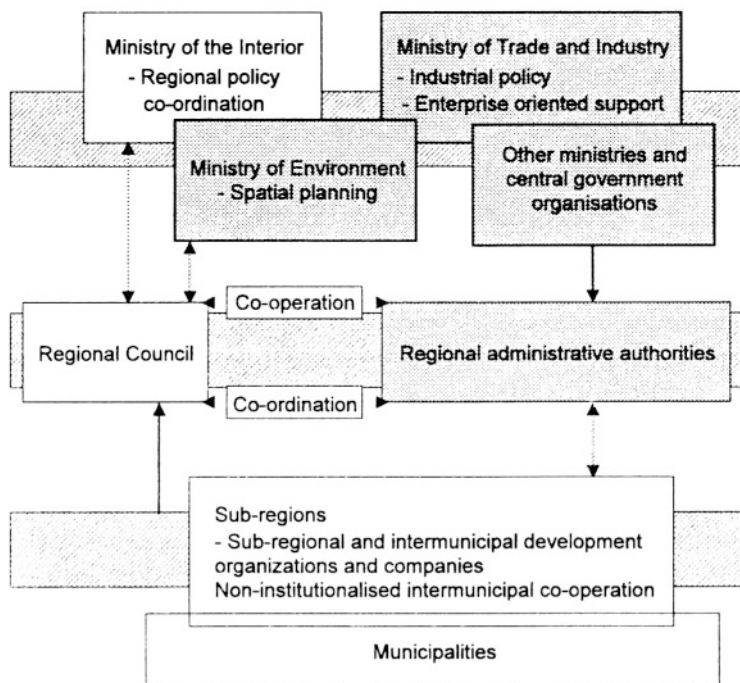 Ministry of the Interior
- Regional policy
co-ordination
Ministry of Trade and Industry
- Industrial policy
- Enterprise oriented support
Ministry of Environment
- Spatial planning
Other ministries and
central government
organisations
Co-operation
Regional Council
Regional administrative authorities
Co-ordination
Sub-regions
- Sub-regional and intermunicipal development
organizations and companies
Non-institutionalised intermunicipal co-operation
Municipalities